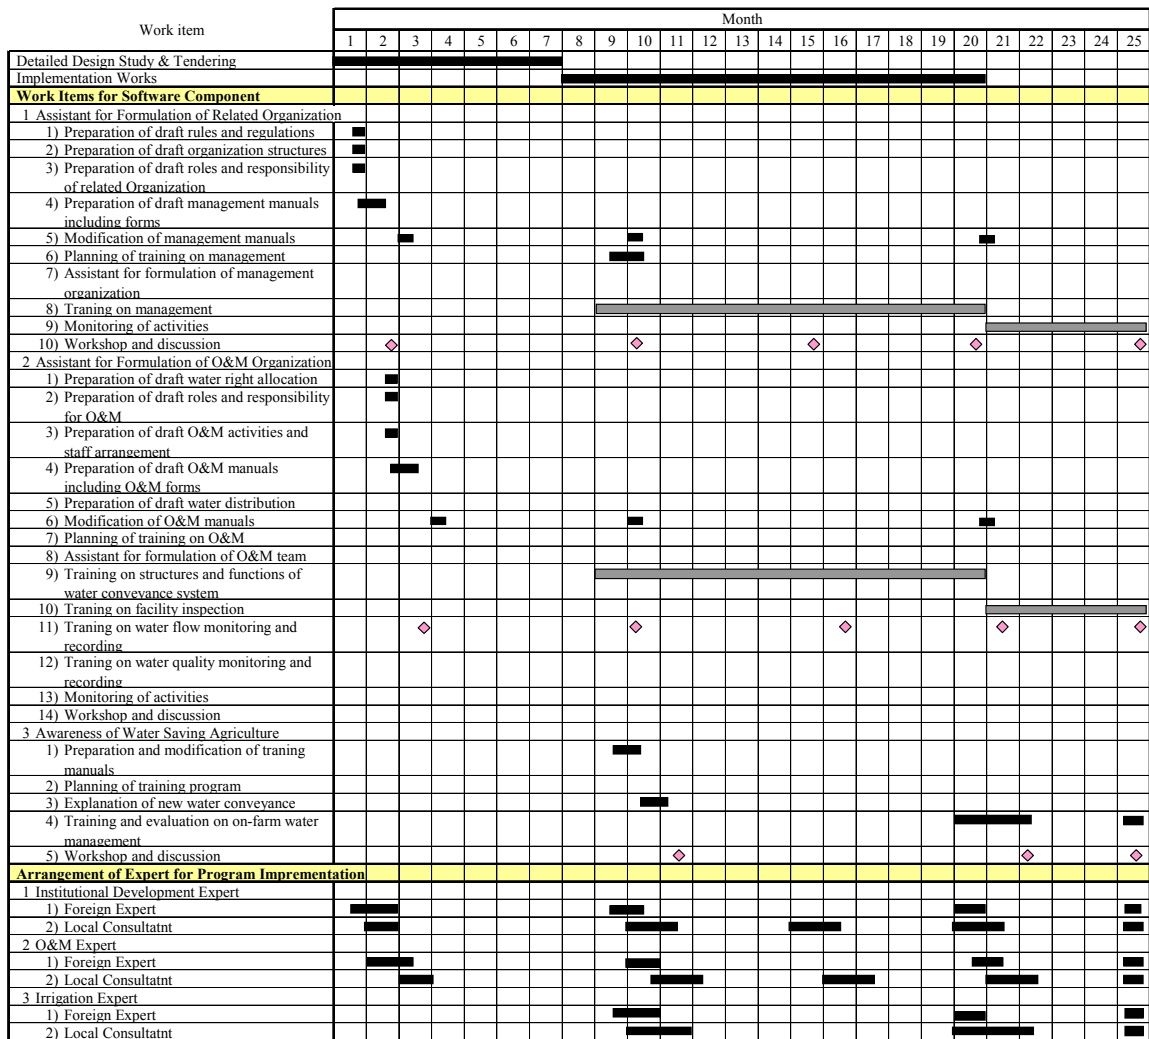 Work item
Month
1 2 3 4 5 6 7 8 9 10 11 12 13 14 15 16 17 18 19 20 21 22 23 24 25
Detailed Design Study & Tendering
Implementation Works
Work Items for Software Component
1 Assistant for Formulation of Related Organization
1) Preparation of draft rules and regulations
2) Preparation of draft organization structures
3) Preparation of draft roles and responsibility
of related Organization
4) Preparation of draft management manuals
including forms
5) Modification of management manuals
6) Planning of training on management
7) Assistant for formulation of management
organization
8) Traning on management
9) Monitoring of activities
10) Workshop and discussion
2 Assistant for Formulation of O&M Organization
1) Preparation of draft water right allocation
2) Preparation of draft roles and responsibility
for O&M
3) Preparation of draft O&M activities and
staff arrangement
4) Preparation of draft O&M manuals
including O&M forms
5) Preparation of draft water distribution
6) Modification of O&M manuals
7) Planning of training on O&M
8) Assistant for formulation of O&M team
9) Training on structures and functions of
water conveyance system
10) Traning on facility inspection
11) Traning on water flow monitoring and
recording
12) Traning on water quality monitoring and
recording
13) Monitoring of activities
14) Workshop and discussion
3 Awareness of Water Saving Agriculture
1) Preparation and modification of traning
manuals
2) Planning of training program
3) Explanation of new water conveyance
4) Training and evaluation on on-farm water
management
5) Workshop and discussion
Arrangement of Expert for Program Imprementation
1 Institutional Development Expert
1) Foreign Expert
2) Local Consultatnt
2 O&M Expert
1) Foreign Expert
2) Local Consultatnt
3 Irrigation Expert
1) Foreign Expert
2) Local Consultatnt